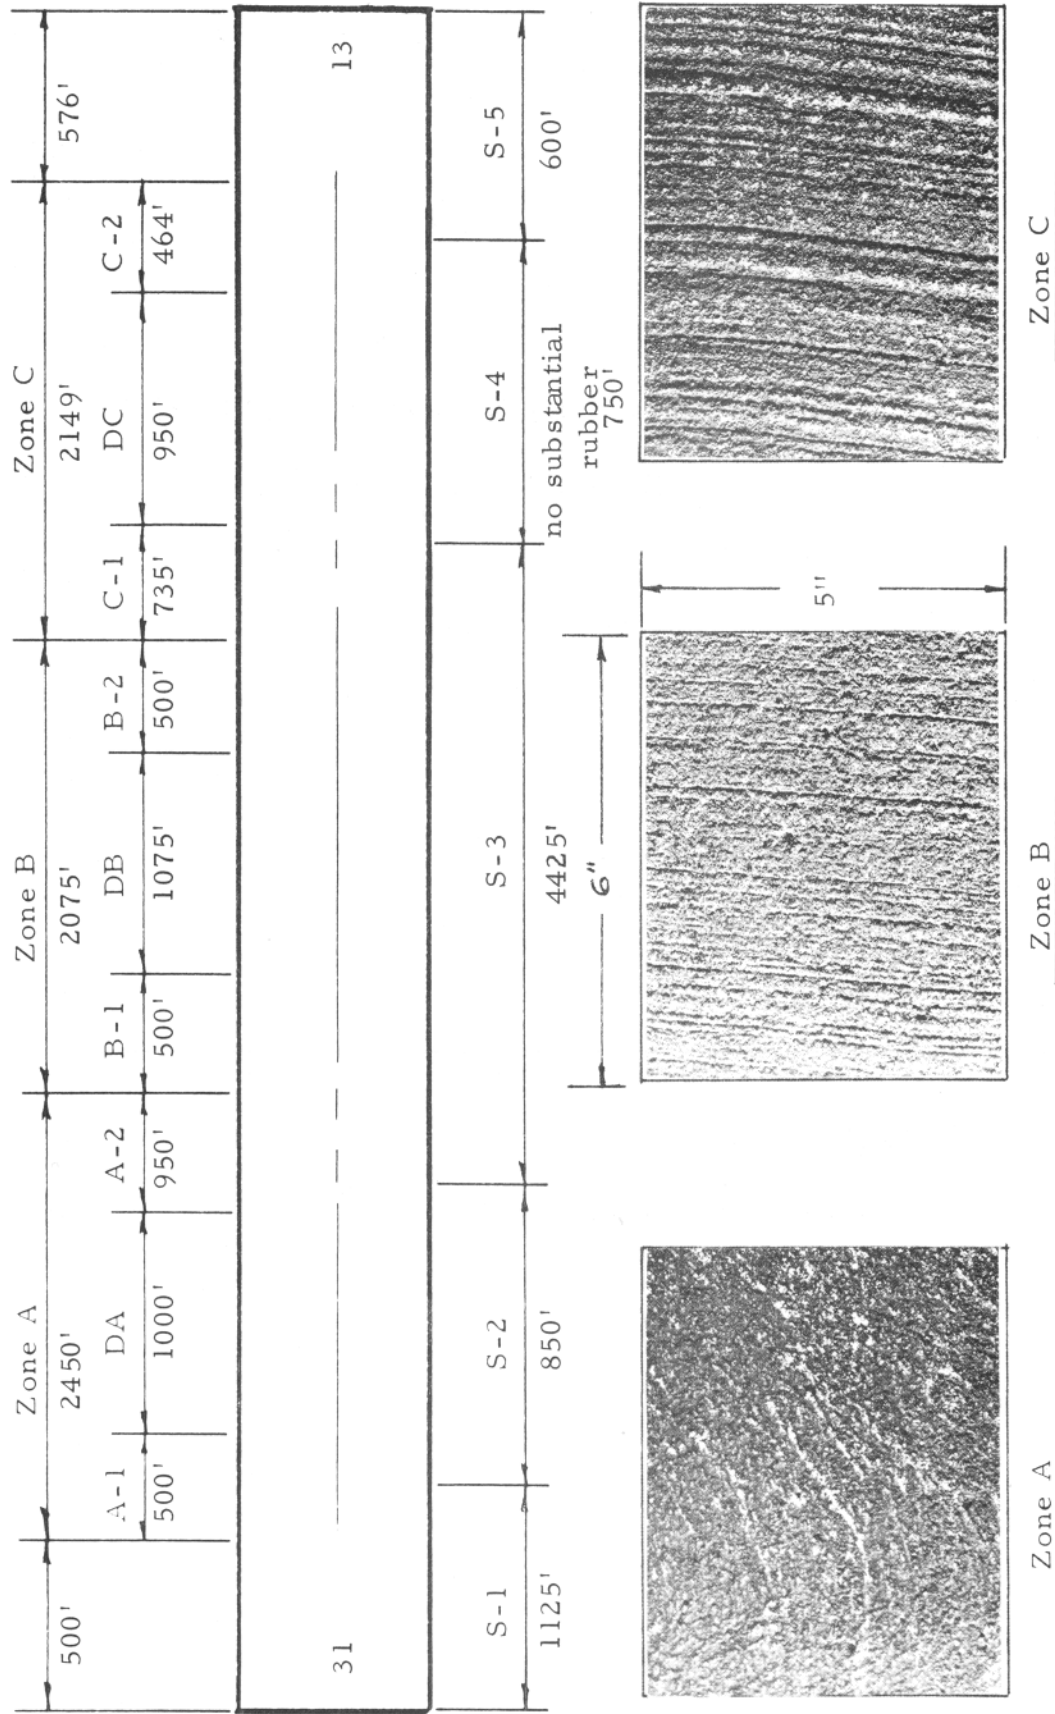 500'
Zone A
2450'
Zone B
2075'
Zone C
2149'
576'
A-1
500'
DA
1000'
A-2
950'
B-1
500'
DB
1075'
B-2
500'
C-1
735'
DC
950'
C-2
464'
31
13
S-1
1125'
S-2
850'
S-3
4425'
S-4
no substantial
rubber
750'
S-5
600'
6"
5"
Zone A
Zone B
Zone C